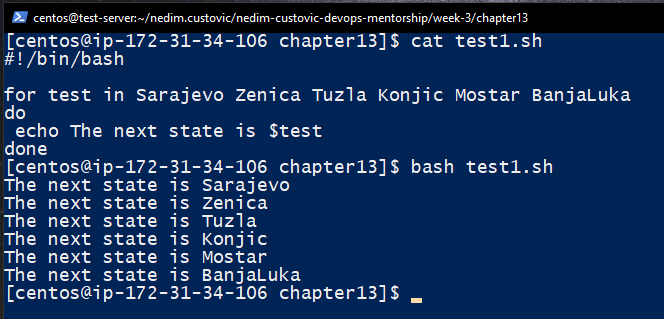 centos@test-server:~/nedim.custovic/nedim-custovic-devops-mentorship/week-3/chapter13
[centos@ip-172-31-34-106 chapter13]$ cat test1.sh
#!/bin/bash

for test in Sarajevo Zenica Tuzla Konjic Mostar BanjaLuka
do
 echo The next state is $test
done
[centos@ip-172-31-34-106 chapter13]$ bash test1.sh
The next state is Sarajevo
The next state is Zenica
The next state is Tuzla
The next state is Konjic
The next state is Mostar
The next state is BanjaLuka
[centos@ip-172-31-34-106 chapter13]$